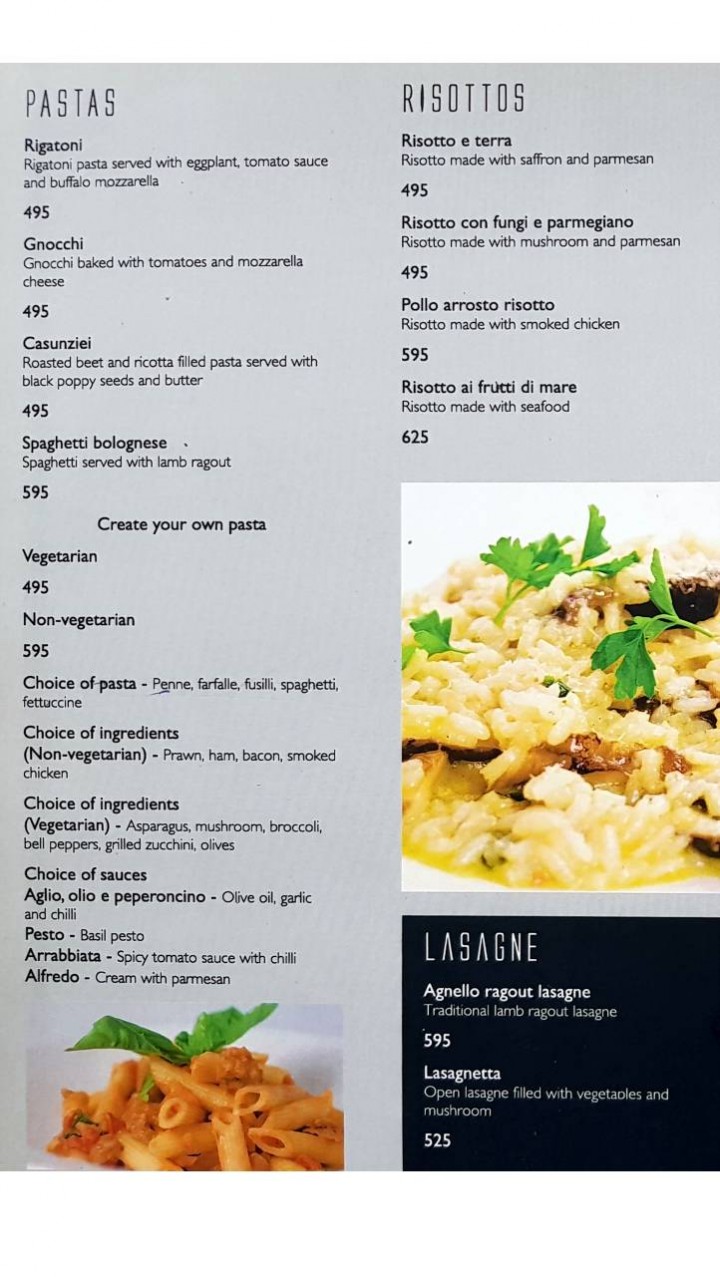 PASTAS
Rigatoni
Rigatoni pasta served with eggplant, tomato sauce
and buffalo mozzarella
495
Gnocchi
Gnocchi baked with tomatoes and mozzarella
cheese
495
Casunziei
Roasted beet and ricotta filled pasta served with
black poppy seeds and butter
495
Spaghetti bolognese
Spaghetti served with lamb ragout
595
Create your own pasta
Vegetarian
495
Non-vegetarian
595
Choice of pasta - Penne, farfalle, fusilli, spaghetti,
fettuccine
Choice of ingredients
(Non-vegetarian) - Prawn, ham, bacon, smoked
chicken
Choice of ingredients
(Vegetarian) - Asparagus, mushroom, broccoli,
bell peppers, grilled zucchini, olives
Choice of sauces
Aglio, olio e peperoncino - Olive oil, garlic
and chilli
Pesto - Basil pesto
Arrabbiata - Spicy tomato sauce with chilli
Alfredo - Cream with parmesan
RISOTTOS
Risotto e terra
Risotto made with saffron and parmesan
495
Risotto con fungi e parmegiano
Risotto made with mushroom and parmesan
495
Pollo arrosto risotto
Risotto made with smoked chicken
595
Risotto ai frutti di mare
Risotto made with seafood
625
LASAGNE
Agnello ragout lasagne
Traditional lamb ragout lasagne
595
Lasagnetta
Open lasagne filled with vegetables and
mushroom
525